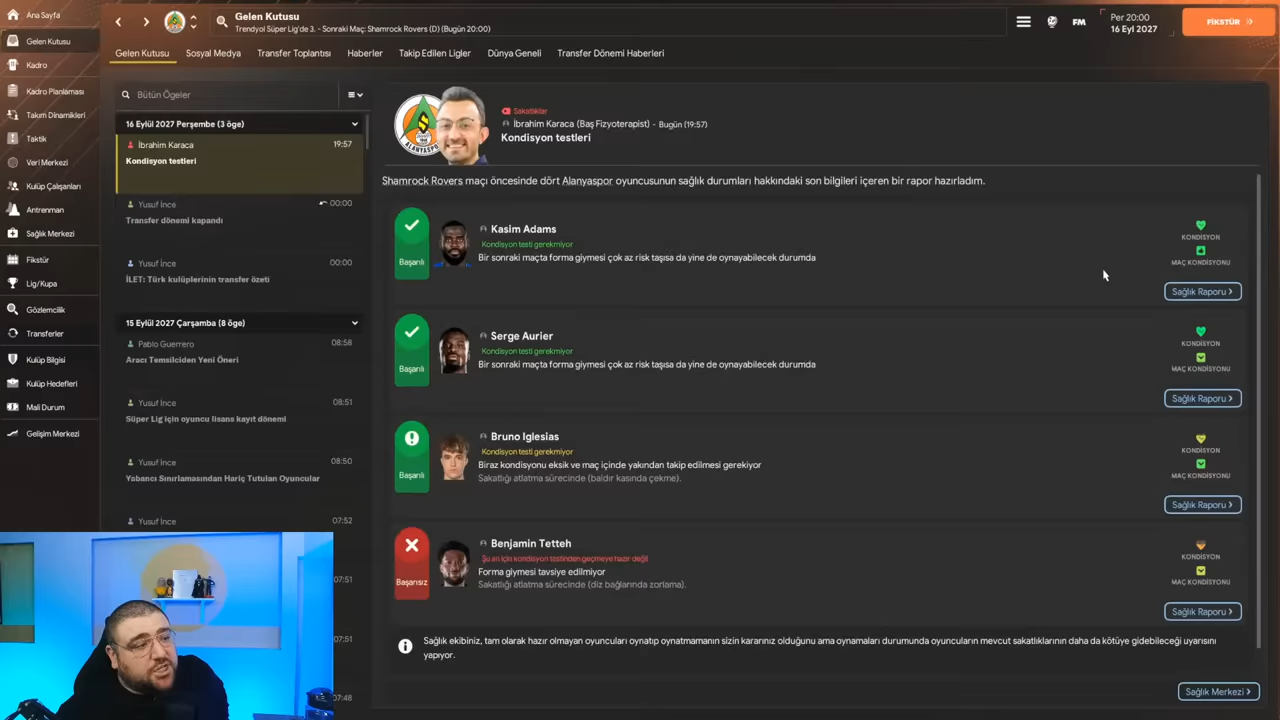 Ana Sayfa
Gelen Kutusu
Kadro
Kadro Planlaması
Takım Dinamikleri
Taktik
Veri Merkezi
Kulüp Çalışanları
Antrenman
Sağlık Merkezi
Fikstür
Lig/Kupa
Gözlemcilik
Transferler
Kulüp Bilgisi
Kulüp Hedefleri
Mali Durum
Gelişim Merkezi
Gelen Kutusu
Trendyol Süper Lig'de 3. - Sonraki Maç: Shamrock Rovers (D) (Bugün 20:00)
FM
Per 20:00
16 Eyl 2027
FİKSTÜR
Gelen Kutusu
Sosyal Medya
Transfer Toplantısı
Haberler
Takip Edilen Ligler
Dünya Geneli
Transfer Dönemi Haberleri
Bütün Ögeler
16 Eylül 2027 Perşembe (3 öge)
İbrahim Karaca 19:57
Kondisyon testleri
Yusuf İnce 00:00
Transfer dönemi kapandı
Yusuf İnce 00:00
İLET: Türk kulüplerinin transfer özeti
15 Eylül 2027 Çarşamba (8 öge)
Pablo Guerrero 08:58
Aracı Temsilciden Yeni Öneri
Yusuf İnce 08:51
Süper Lig için oyuncu lisans kayıt dönemi
Yusuf İnce 08:50
Yabancı Sınırlamasından Hariç Tutulan Oyuncular
Yusuf İnce 07:52
07:51
07:51
07:48
ALANYASPOR
Sakatlıklar
İbrahim Karaca (Baş Fizyoterapist) - Bugün (19:57)
Kondisyon testleri
Shamrock Rovers maçı öncesinde dört Alanyaspor oyuncusunun sağlık durumları hakkındaki son bilgileri içeren bir rapor hazırladım.
Başarılı
Kasim Adams
Kondisyon testi gerekmiyor
Bir sonraki maçta forma giymesi çok az risk taşısa da yine de oynayabilecek durumda
KONDİSYON
MAÇ KONDİSYONU
Sağlık Raporu
Başarılı
Serge Aurier
Kondisyon testi gerekmiyor
Bir sonraki maçta forma giymesi çok az risk taşısa da yine de oynayabilecek durumda
KONDİSYON
MAÇ KONDİSYONU
Sağlık Raporu
Başarılı
Bruno Iglesias
Kondisyon testi gerekmiyor
Biraz kondisyonu eksik ve maç içinde yakından takip edilmesi gerekiyor
Sakatlığı atlatma sürecinde (baldır kasında çekme).
KONDİSYON
MAÇ KONDİSYONU
Sağlık Raporu
Başarısız
Benjamin Tetteh
Şu an için kondisyon testinden geçmeye hazır değil
Forma giymesi tavsiye edilmiyor
Sakatlığı atlatma sürecinde (diz bağlarında zorlama).
KONDİSYON
MAÇ KONDİSYONU
Sağlık Raporu
Sağlık ekibiniz, tam olarak hazır olmayan oyuncuları oynatıp oynatmamanın sizin kararınız olduğunu ama oynamaları durumunda oyuncuların mevcut sakatlıklarının daha da kötüye gidebileceği uyarısını
yapıyor.
Sağlık Merkezi